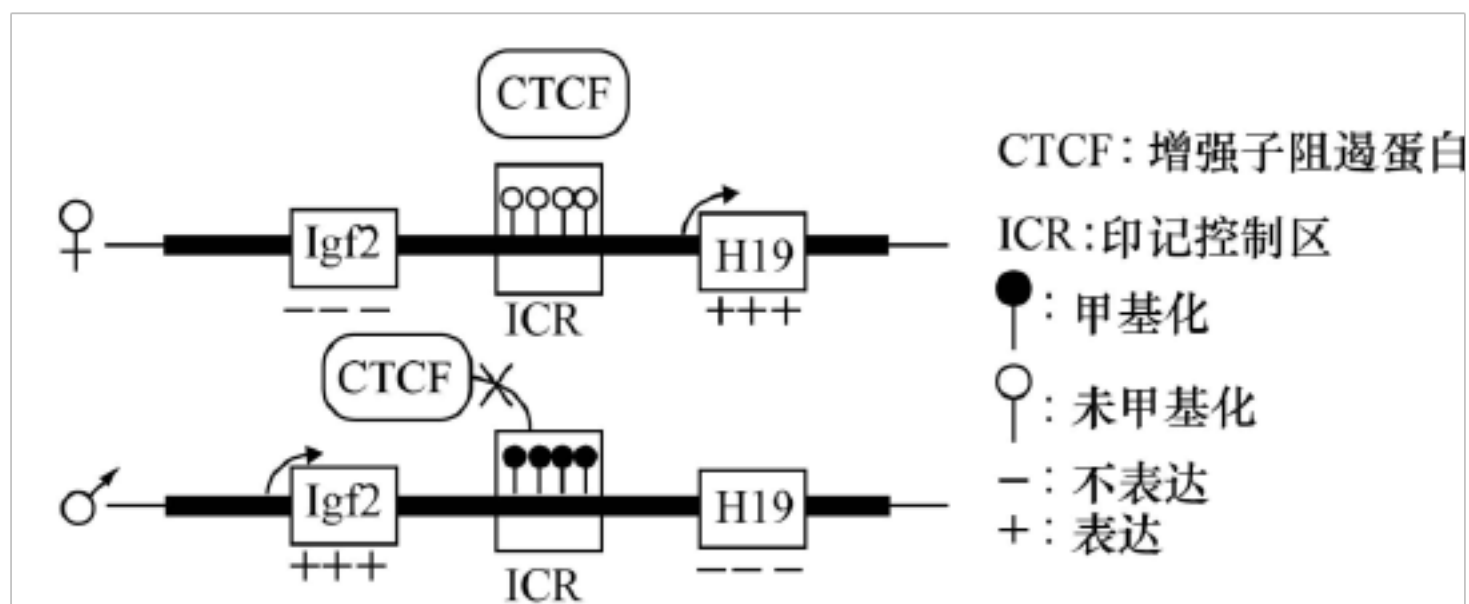 CTCF
Igf2
H19
---
ICR
+++
CTCF
Igf2
H19
+++
ICR
---
CTCF:增强子阻遏蛋白
ICR:印记控制区
:甲基化
:未甲基化
-:不表达
+:表达